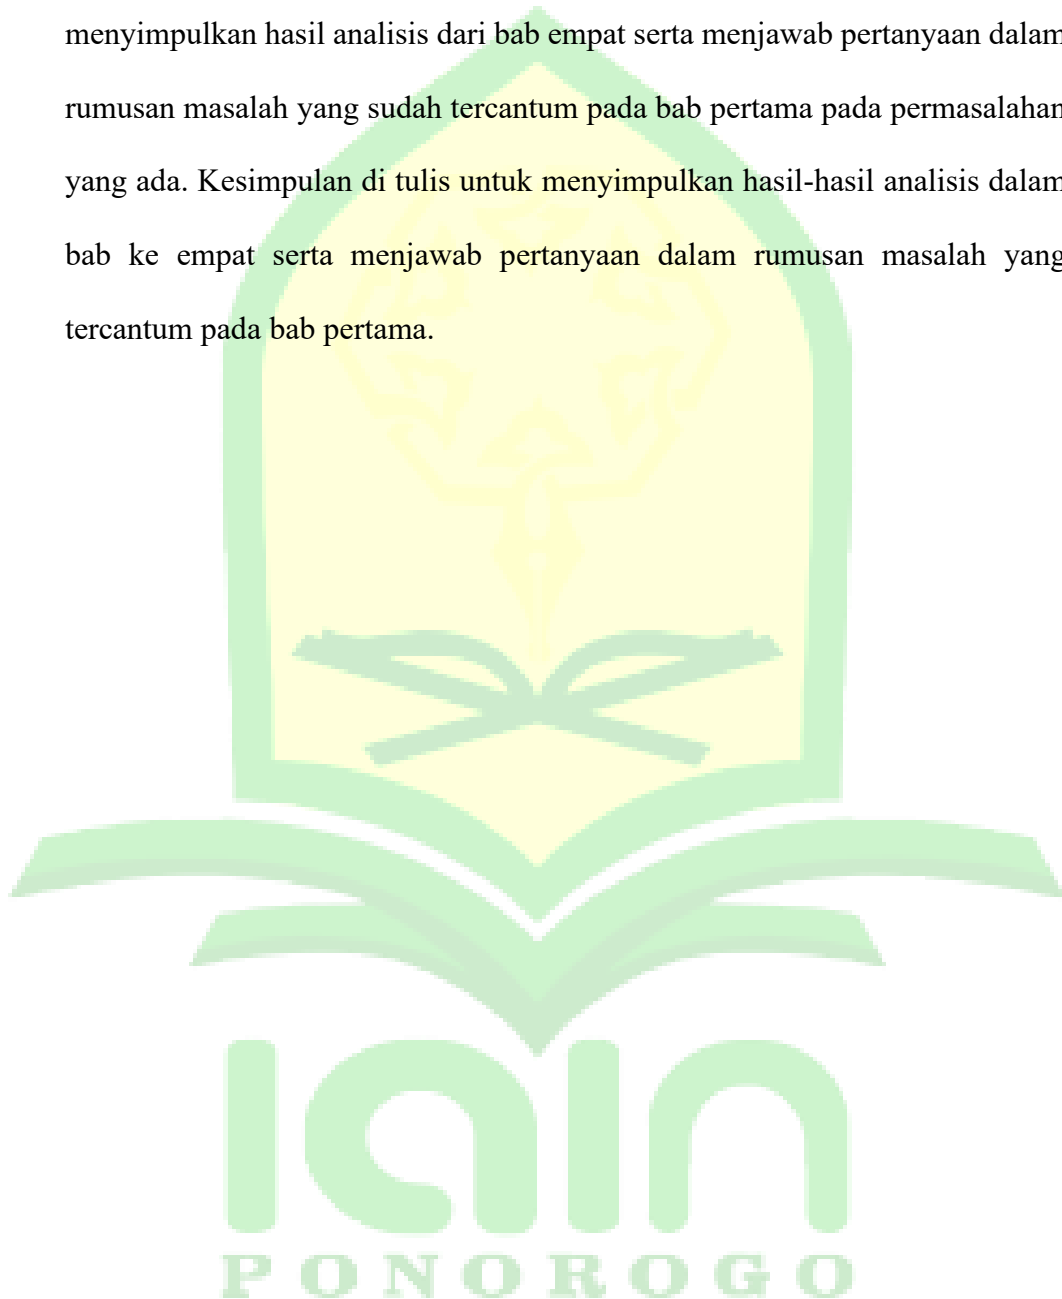 menyimpulkan hasil analisis dari bab empat serta menjawab pertanyaan dalam
rumusan masalah yang sudah tercantum pada bab pertama pada permasalahan
yang ada. Kesimpulan di tulis untuk menyimpulkan hasil-hasil analisis dalam
bab ke empat serta menjawab pertanyaan dalam rumusan masalah yang
tercantum pada bab pertama.
IAIN
PONOROGO